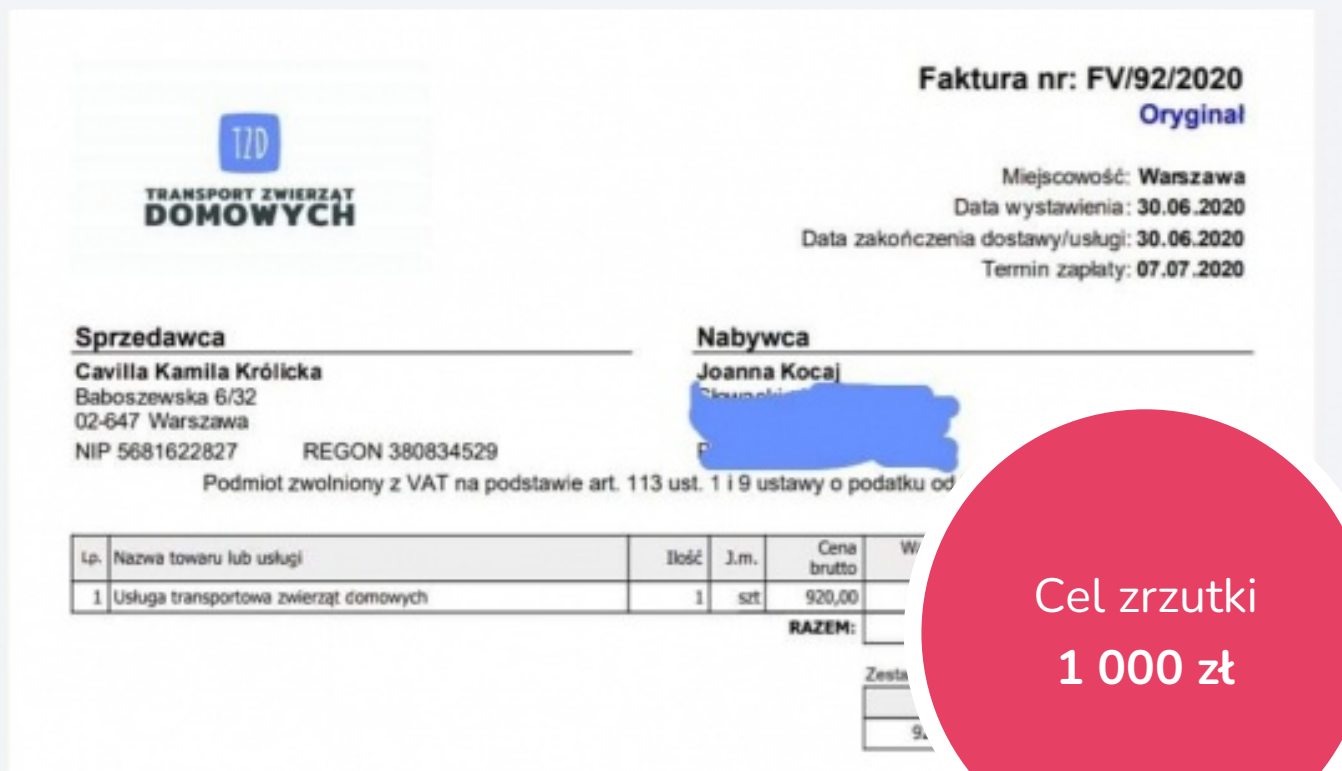 Faktura nr: FV/92/2020
Oryginał
TZD
TRANSPORT ZWIERZĄT
DOMOWYCH
Miejscowość: Warszawa
Data wystawienia: 30.06.2020
Data zakończenia dostawy/usługi: 30.06.2020
Termin zapłaty: 07.07.2020
Sprzedawca
Cavilla Kamila Królicka
Baboszewska 6/32
02-647 Warszawa
NIP 5681622827 REGON 380834529
Nabywca
Joanna Kocaj
Podmiot zwolniony z VAT na podstawie art. 113 ust. 1 i 9 ustawy o podatku od
Lp. Nazwa towaru lub usługi Ilość J.m. Cena brutto
1 Usługa transportowa zwierząt domowych 1 szt 920,00
RAZEM:
Cel zrzutki
1 000 zł